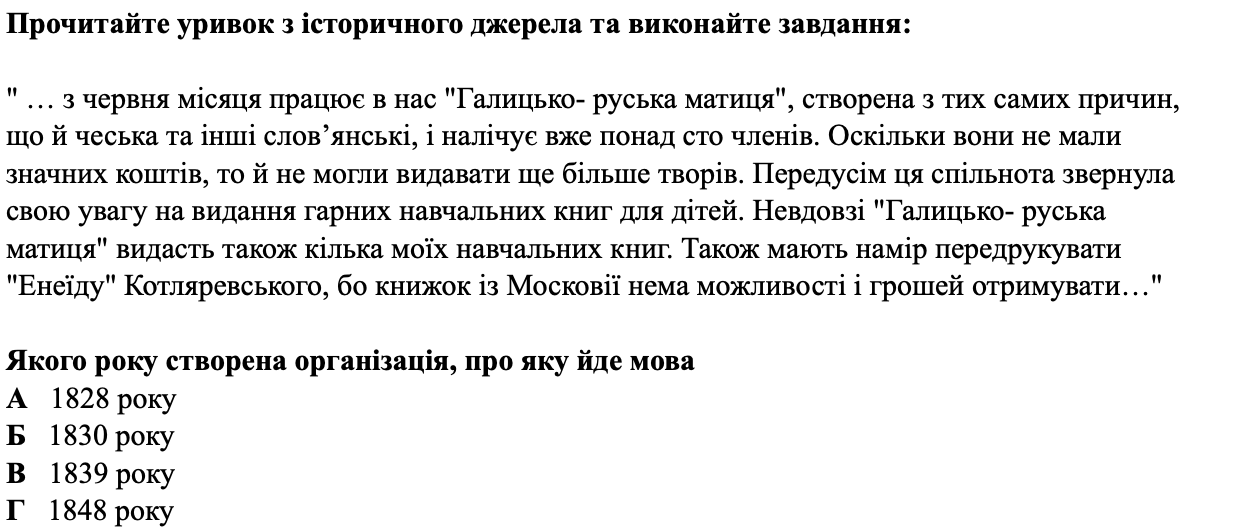 Прочитайте уривок з історичного джерела та виконайте завдання:
" … з червня місяця працює в нас "Галицько- руська матиця", створена з тих самих причин,
що й чеська та інші слов’янські, і налічує вже понад сто членів. Оскільки вони не мали
значних коштів, то й не могли видавати ще більше творів. Передусім ця спільнота звернула
свою увагу на видання гарних навчальних книг для дітей. Невдовзі "Галицько- руська
матиця" видасть також кілька моїх навчальних книг. Також мають намір передрукувати
"Енеїду" Котляревського, бо книжок із Московії нема можливості і грошей отримувати…"
Якого року створена організація, про яку йде мова
А 1828 року
Б 1830 року
В 1839 року
Г 1848 року